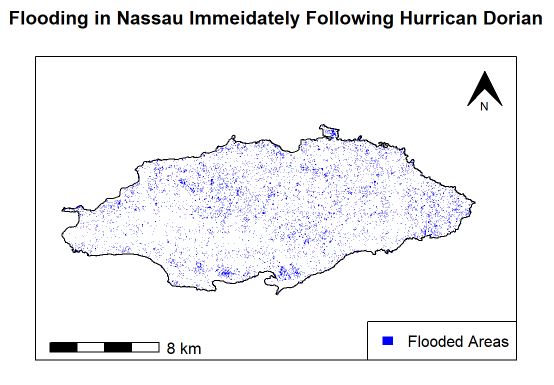 Flooding in Nassau Immeidately Following Hurrican Dorian
N
8 km
Flooded Areas